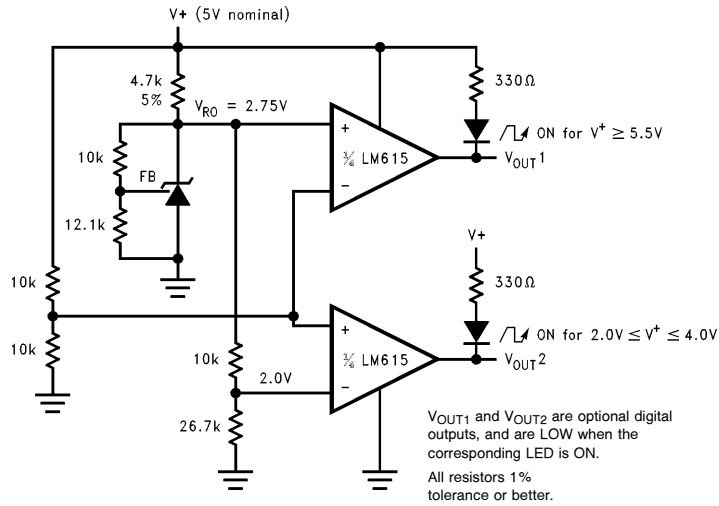 V+ (5V nominal)
4.7k
5%
V_RO = 2.75V
330Ω
10k
FB
12.1k
+
¼ LM615
−
ON for V⁺ ≥ 5.5V
V_OUT1
10k
10k
V+
330Ω
10k
2.0V
26.7k
+
¼ LM615
−
ON for 2.0V ≤ V⁺ ≤ 4.0V
V_OUT2
V_OUT1 and V_OUT2 are optional digital
outputs, and are LOW when the
corresponding LED is ON.
All resistors 1%
tolerance or better.